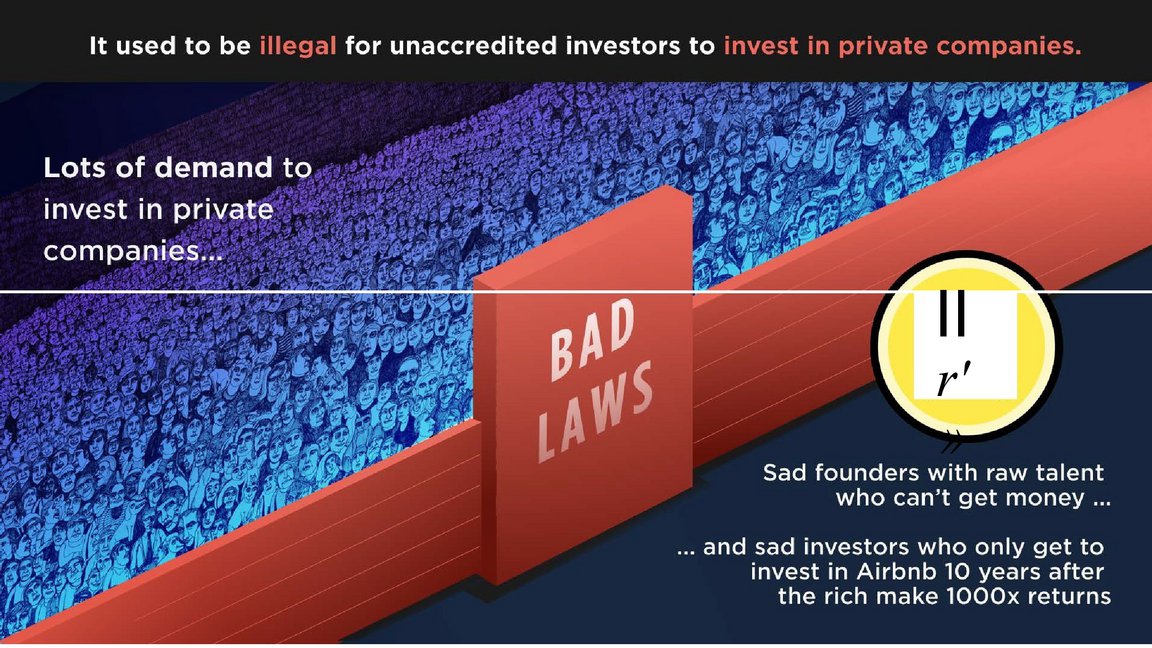 It used to be illegal for unaccredited investors to invest in private companies.
Lots of demand to
invest in private
companies...
BAD
LAWS
||
r'
»
Sad founders with raw talent
who can’t get money ...
... and sad investors who only get to
invest in Airbnb 10 years after
the rich make 1000x returns